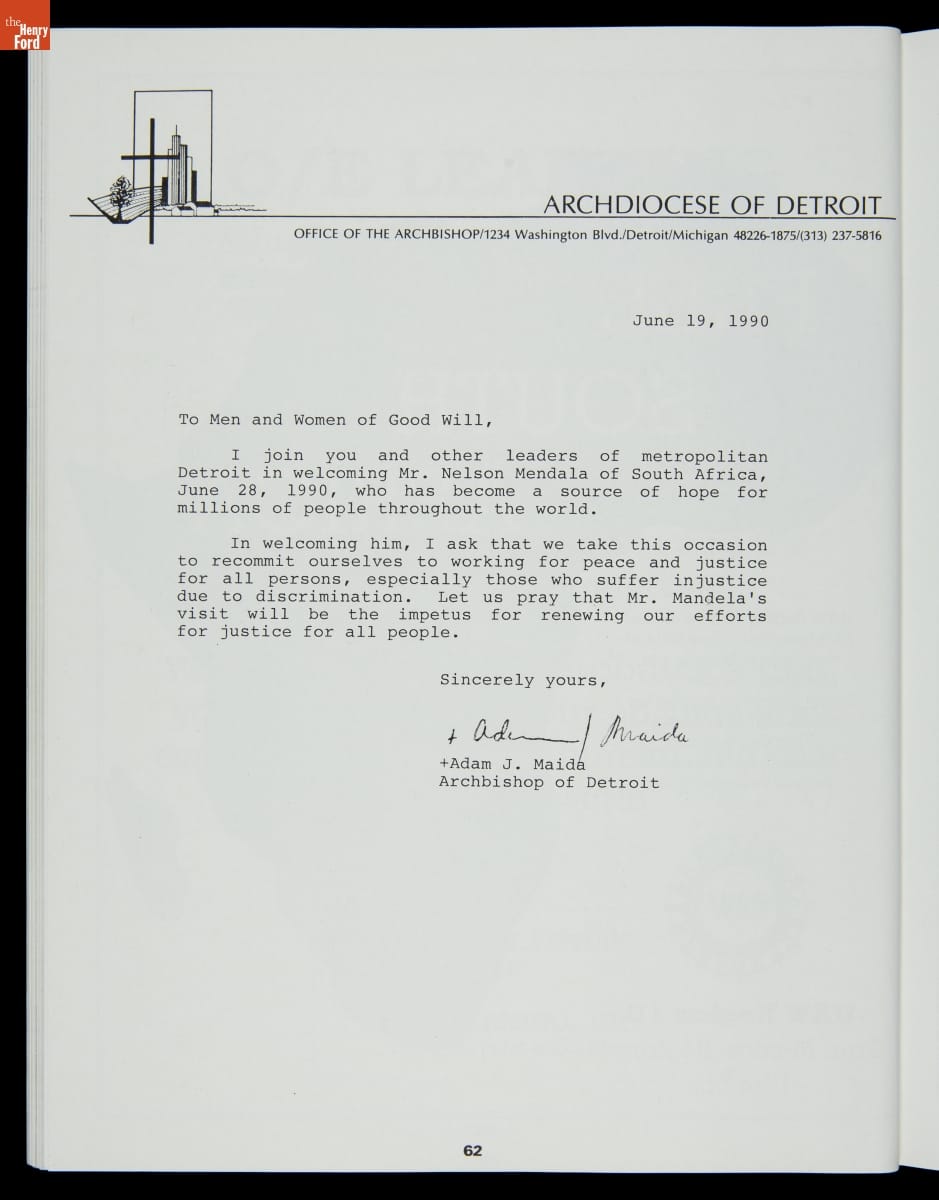 the
Henry
Ford
ARCHDIOCESE OF DETROIT
OFFICE OF THE ARCHBISHOP/1234 Washington Blvd./Detroit/Michigan 48226-1875/(313) 237-5816
June 19, 1990
To Men and Women of Good Will,
I join you and other leaders of metropolitan
Detroit in welcoming Mr. Nelson Mendala of South Africa,
June 28, 1990, who has become a source of hope for
millions of people throughout the world.
In welcoming him, I ask that we take this occasion
to recommit ourselves to working for peace and justice
for all persons, especially those who suffer injustice
due to discrimination. Let us pray that Mr. Mandela's
visit will be the impetus for renewing our efforts
for justice for all people.
Sincerely yours,
+ Adam J Maida
+Adam J. Maida
Archbishop of Detroit
62